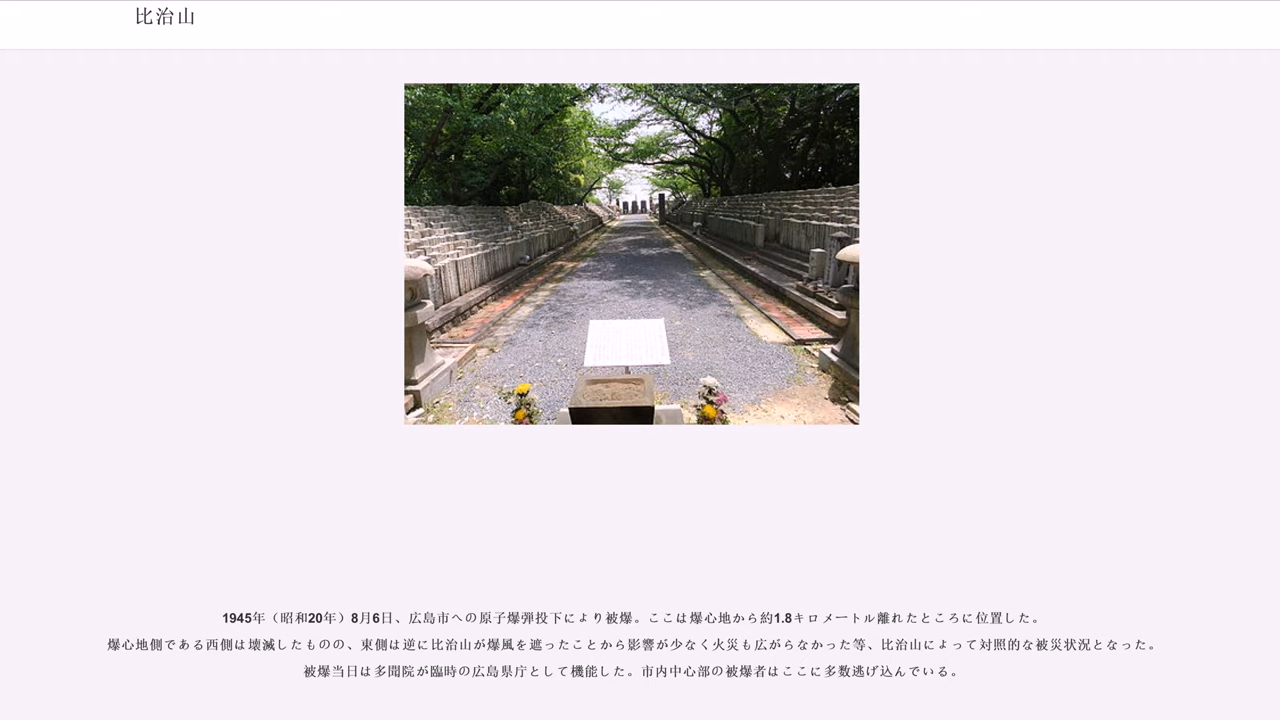 比治山
1945年（昭和20年）8月6日、広島市への原子爆弾投下により被爆。ここは爆心地から約1.8キロメートル離れたところに位置した。
爆心地側である西側は壊滅したものの、東側は逆に比治山が爆風を遮ったことから影響が少なく火災も広がらなかった等、比治山によって対照的な被災状況となった。
被爆当日は多聞院が臨時の広島県庁として機能した。市内中心部の被爆者はここに多数逃げ込んでいる。